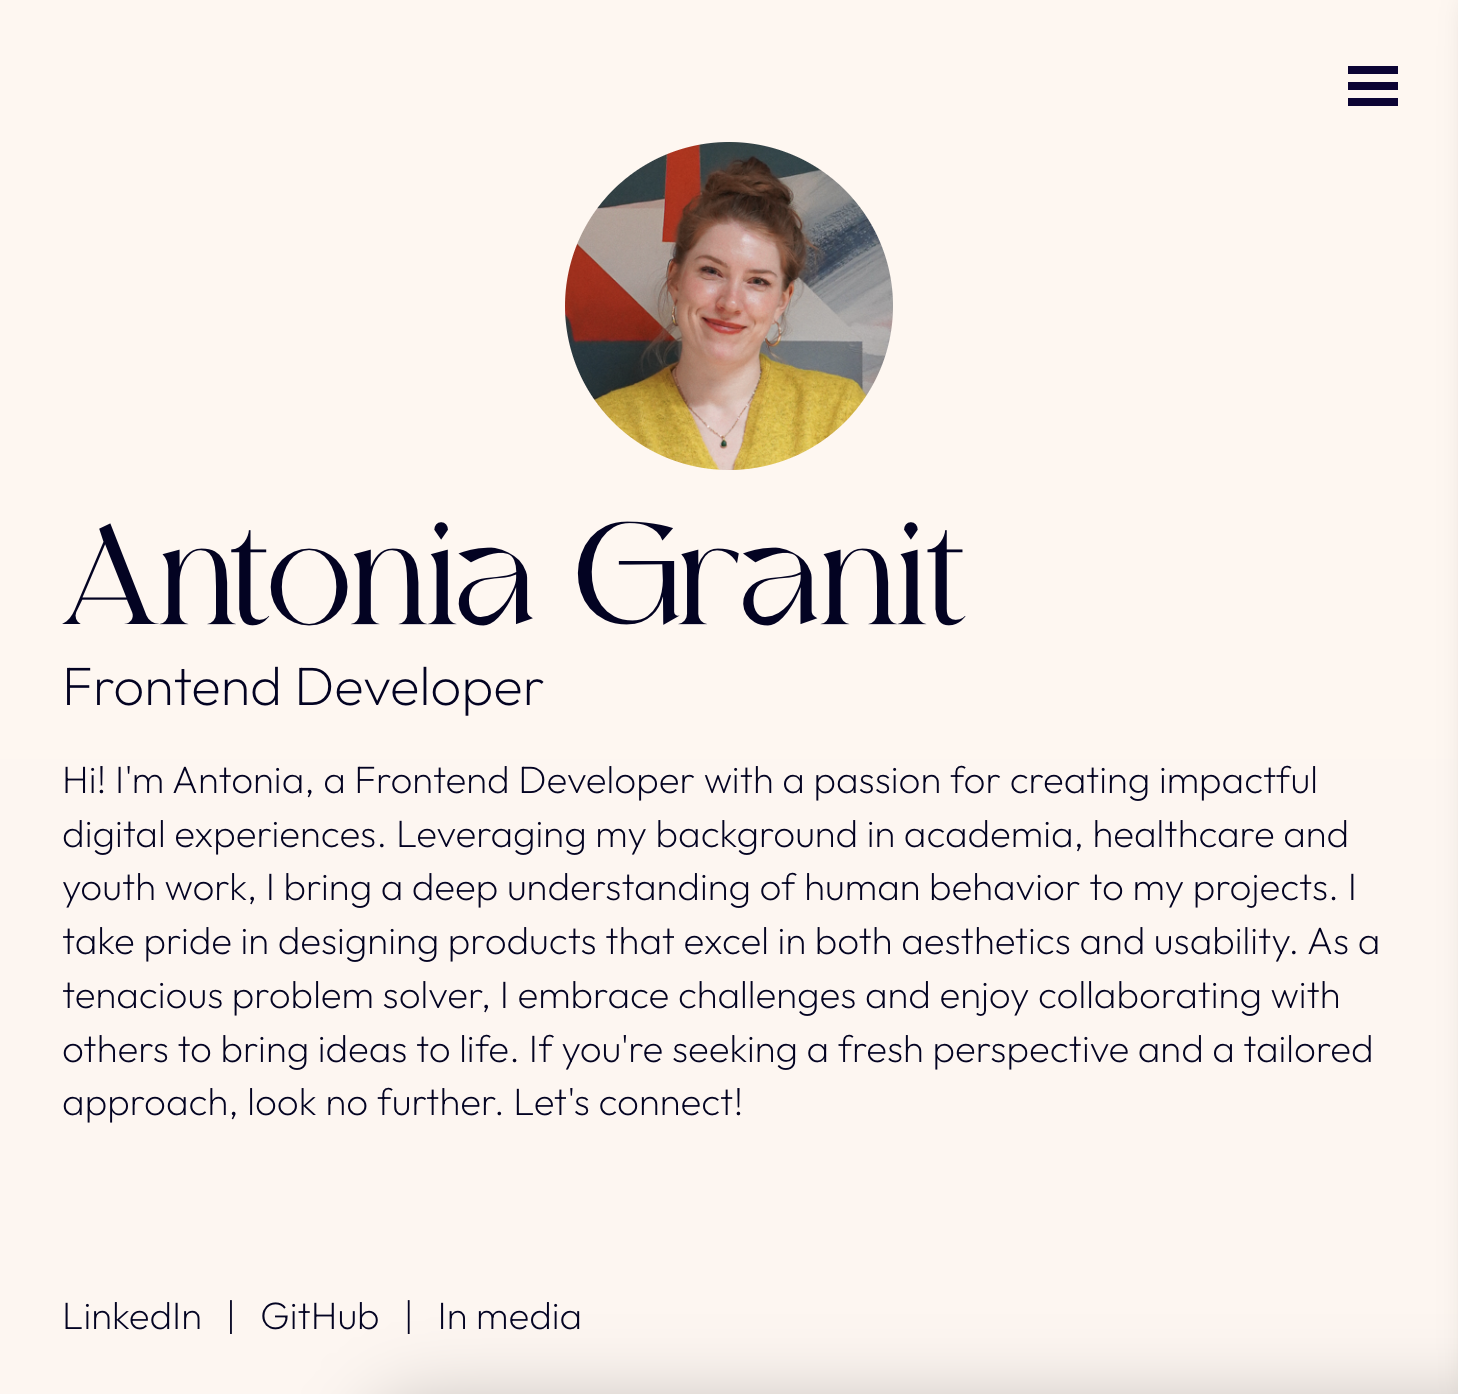 Antonia Granit
Frontend Developer
Hi! I'm Antonia, a Frontend Developer with a passion for creating impactful
digital experiences. Leveraging my background in academia, healthcare and
youth work, I bring a deep understanding of human behavior to my projects. I
take pride in designing products that excel in both aesthetics and usability. As a
tenacious problem solver, I embrace challenges and enjoy collaborating with
others to bring ideas to life. If you're seeking a fresh perspective and a tailored
approach, look no further. Let's connect!
LinkedIn | GitHub | In media